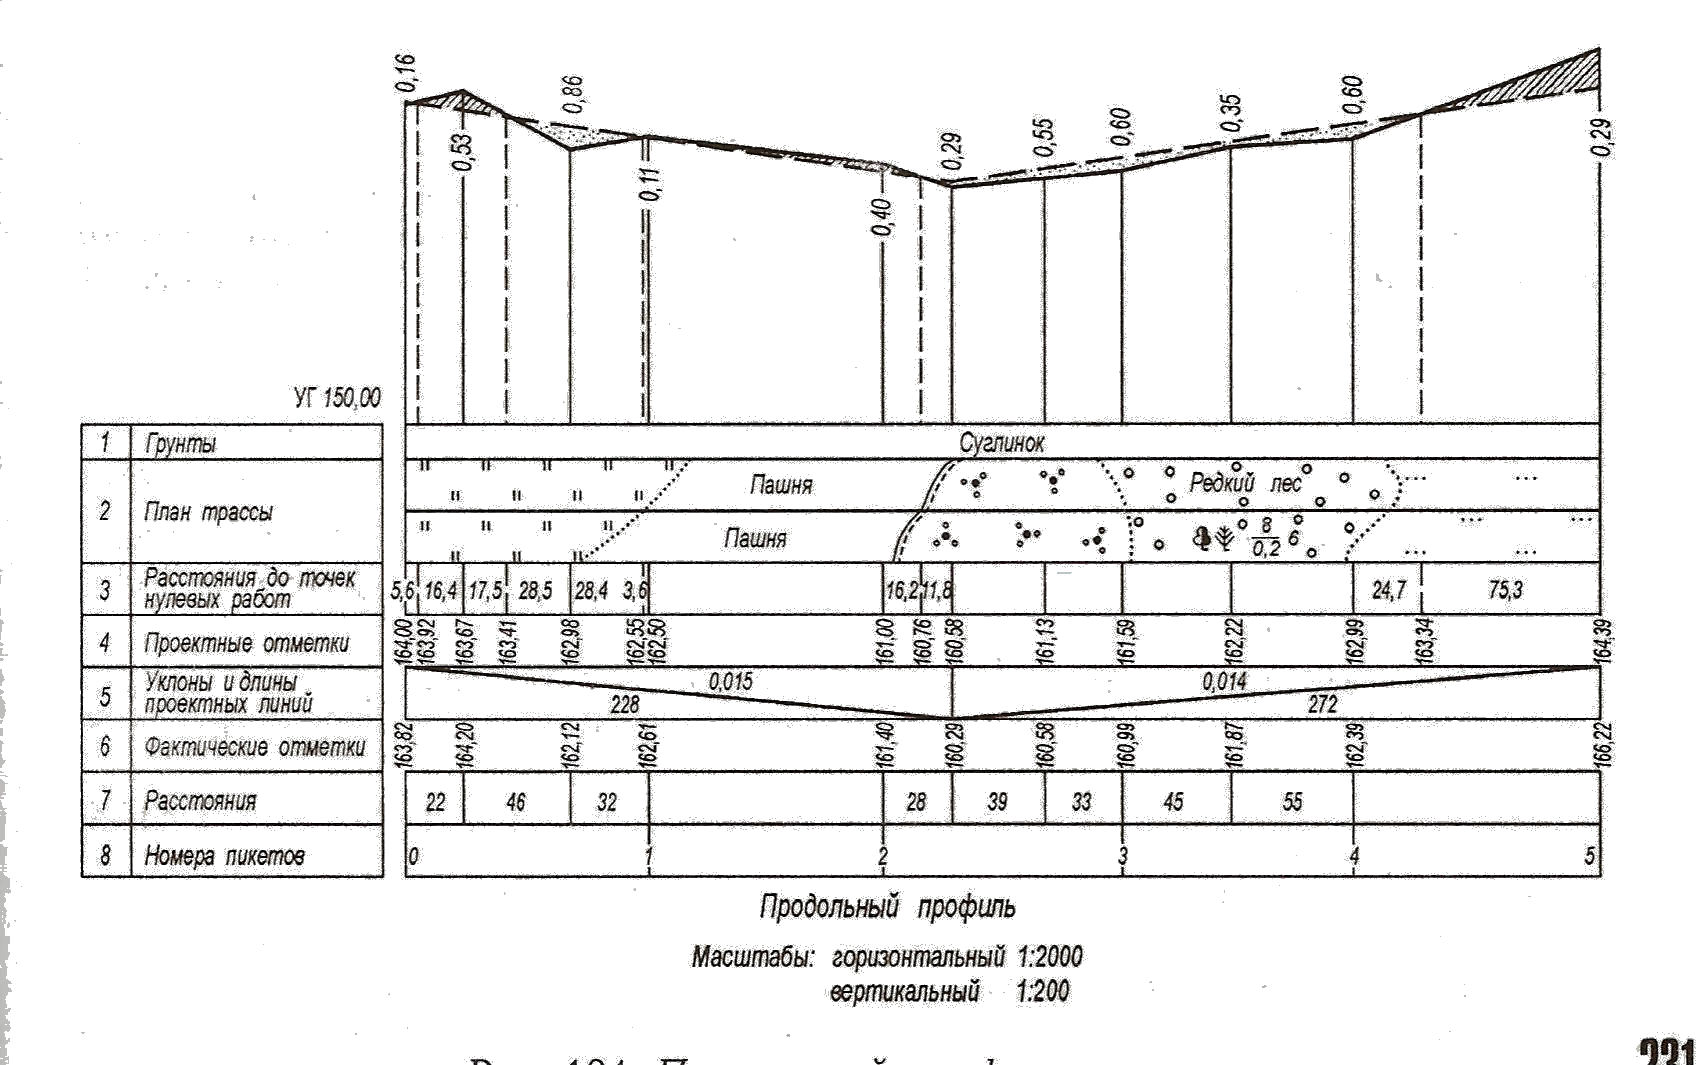 0,16
0,53
0,86
0,11
0,40
0,29
0,55
0,60
0,35
0,60
0,29
УГ 150,00
1 Грунты Суглинок
2 План трассы Пашня Редкий лес
Пашня 8 6
0,2
3 Расстояния до точек нулевых работ 5,6 16,4 17,5 28,5 28,4 3,6 16,2 11,8 24,7 75,3
4 Проектные отметки 164,00 163,92 163,67 163,41 162,98 162,55 162,50 161,00 160,76 160,58 161,13 161,59 162,22 162,99 163,34 164,39
5 Уклоны и длины проектных линий 0,015 228 0,014 272
6 Фактические отметки 163,82 164,20 162,12 162,61 161,40 160,29 160,58 160,99 161,87 162,39 166,22
7 Расстояния 22 46 32 28 39 33 45 55
8 Номера пикетов 0 1 2 3 4 5
Продольный профиль
Масштабы: горизонтальный 1:2000
вертикальный 1:200
231